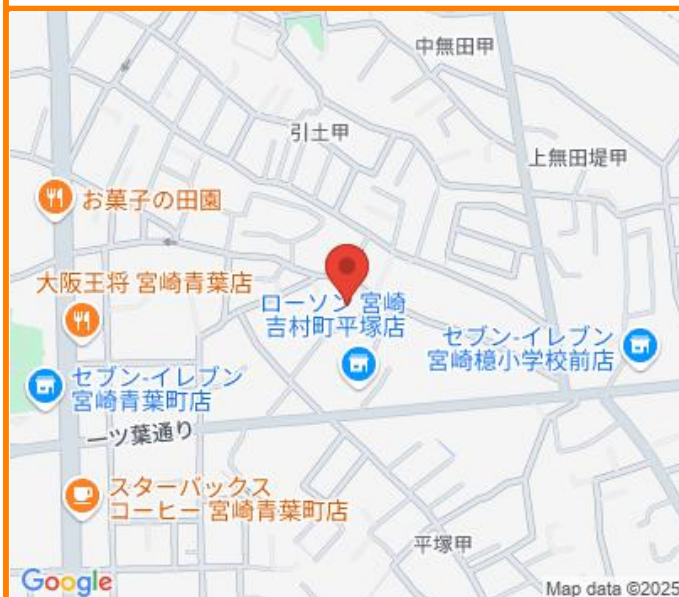 中無田甲
引土甲
上無田堤甲
お菓子の田園
大阪王将 宮崎青葉店
ローソン 宮崎
吉村町平塚店
セブン-イレブン
宮崎檍小学校前店
セブン-イレブン
宮崎青葉町店
一ツ葉通り
スターバックス
コーヒー 宮崎青葉町店
平塚甲
Google
Map data ©2025